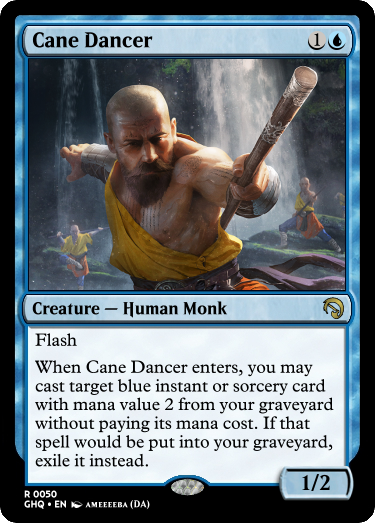 Cane Dancer 1
Creature — Human Monk
Flash
When Cane Dancer enters, you may
cast target blue instant or sorcery card
with mana value 2 from your graveyard
without paying its mana cost. If that
spell would be put into your graveyard,
exile it instead.
1/2
R 0050
GHQ • EN AMEEEEBA (DA)